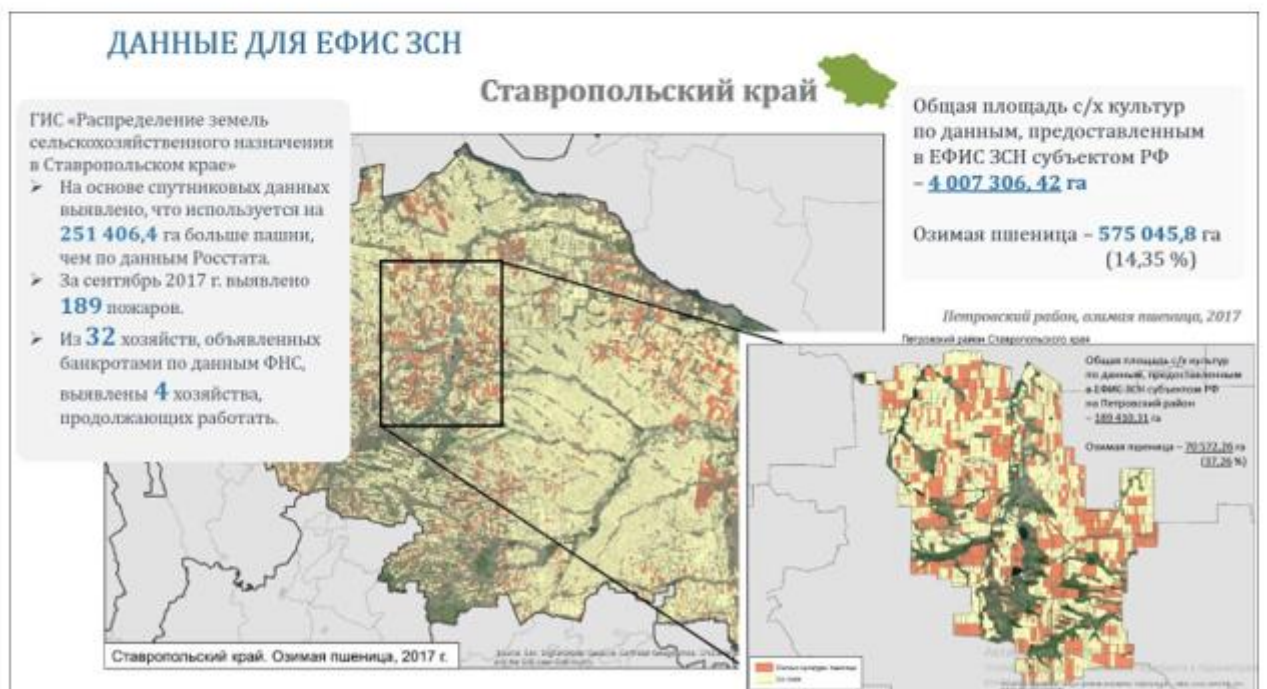 ДАННЫЕ ДЛЯ ЕФИС ЗСН
Ставропольский край
ГИС «Распределение земель
сельскохозяйственного назначения
в Ставропольском крае»
➢ На основе спутниковых данных
выявлено, что используется на
251 406,4 га больше пашни,
чем по данным Росстата.
➢ За сентябрь 2017 г. выявлено
189 пожаров.
➢ Из 32 хозяйств, объявленных
банкротами по данным ФНС,
выявлены 4 хозяйства,
продолжающих работать.
Общая площадь с/х культур
по данным, предоставленным
в ЕФИС ЗСН субъектом РФ
– 4 007 306, 42 га
Озимая пшеница – 575 045,8 га
(14,35 %)
Петровский район, озимая пшеница, 2017
Петровский район Ставропольского края
Общая площадь с/х культур
по данным, предоставленным
в ЕФИС ЗСН субъектом РФ
на Петровский район
– 189 410,31 га
Озимая пшеница – 70 572,26 га
(37,26 %)
Ставропольский край. Озимая пшеница, 2017 г.